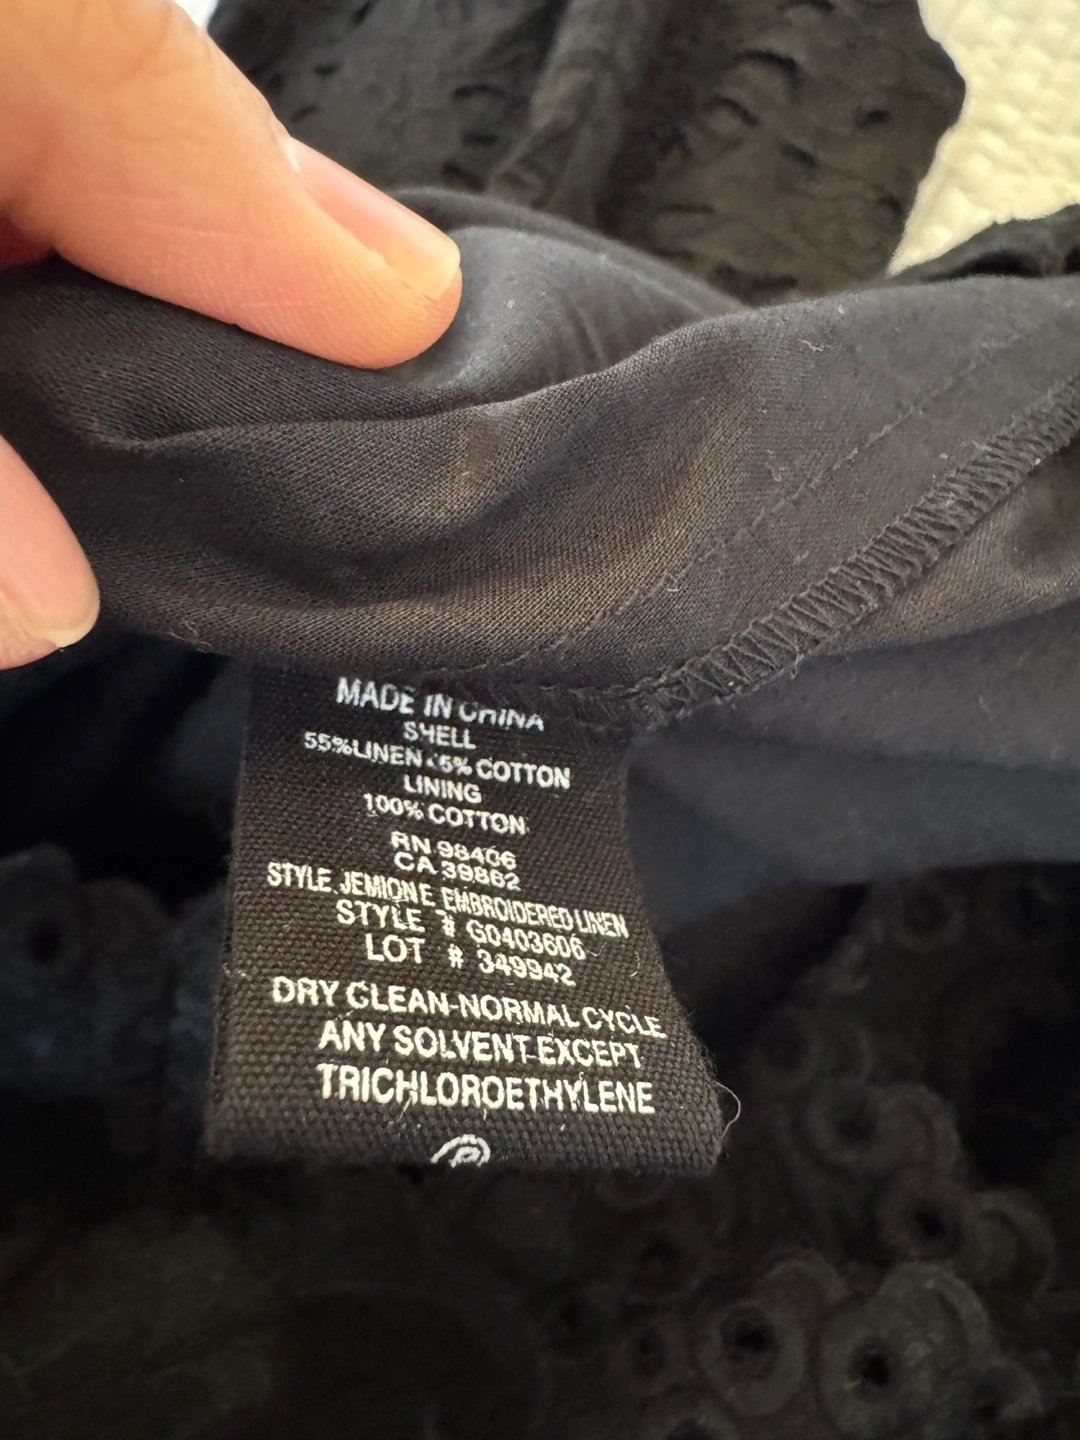 MADE IN CHINA
SHELL
55%LINEN 5% COTTON
LINING
100% COTTON
RN 98406
CA 39862
STYLE JEMIONE EMBROIDERED LINEN
STYLE # G0403606
LOT # 349942
DRY CLEAN-NORMAL CYCLE
ANY SOLVENT EXCEPT
TRICHLOROETHYLENE